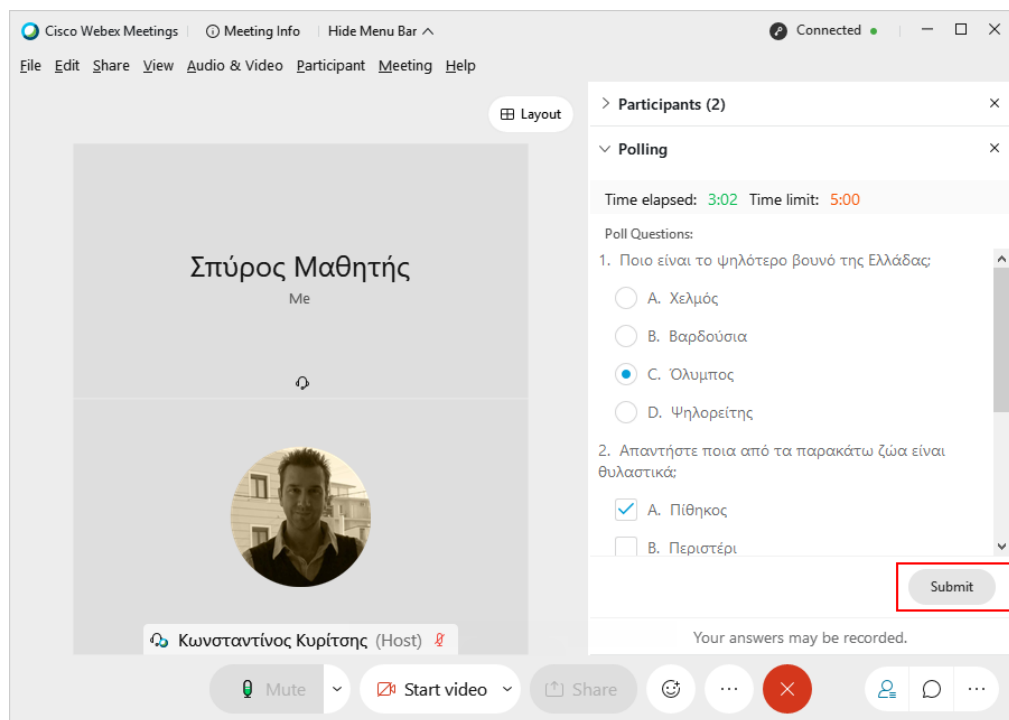 Cisco Webex Meetings
Meeting Info
Hide Menu Bar
Connected
File Edit Share View Audio & Video Participant Meeting Help
Layout
Σπύρος Μαθητής
Me
Κωνσταντίνος Κυρίτσης (Host)
Participants (2)
Polling
Time elapsed: 3:02 Time limit: 5:00
Poll Questions:
1. Ποιο είναι το ψηλότερο βουνό της Ελλάδας;
A. Χελμός
B. Βαρδούσια
C. Όλυμπος
D. Ψηλορείτης
2. Απαντήστε ποια από τα παρακάτω ζώα είναι
θυλαστικά;
A. Πίθηκος
B. Περιστέρι
Submit
Your answers may be recorded.
Mute
Start video
Share